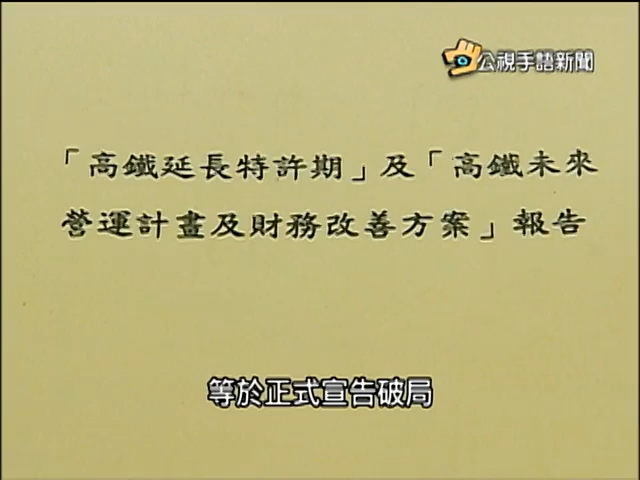 公視手語新聞
「高鐵延長特許期」及「高鐵未來
營運計畫及財務改善方案」報告
等於正式宣告破局